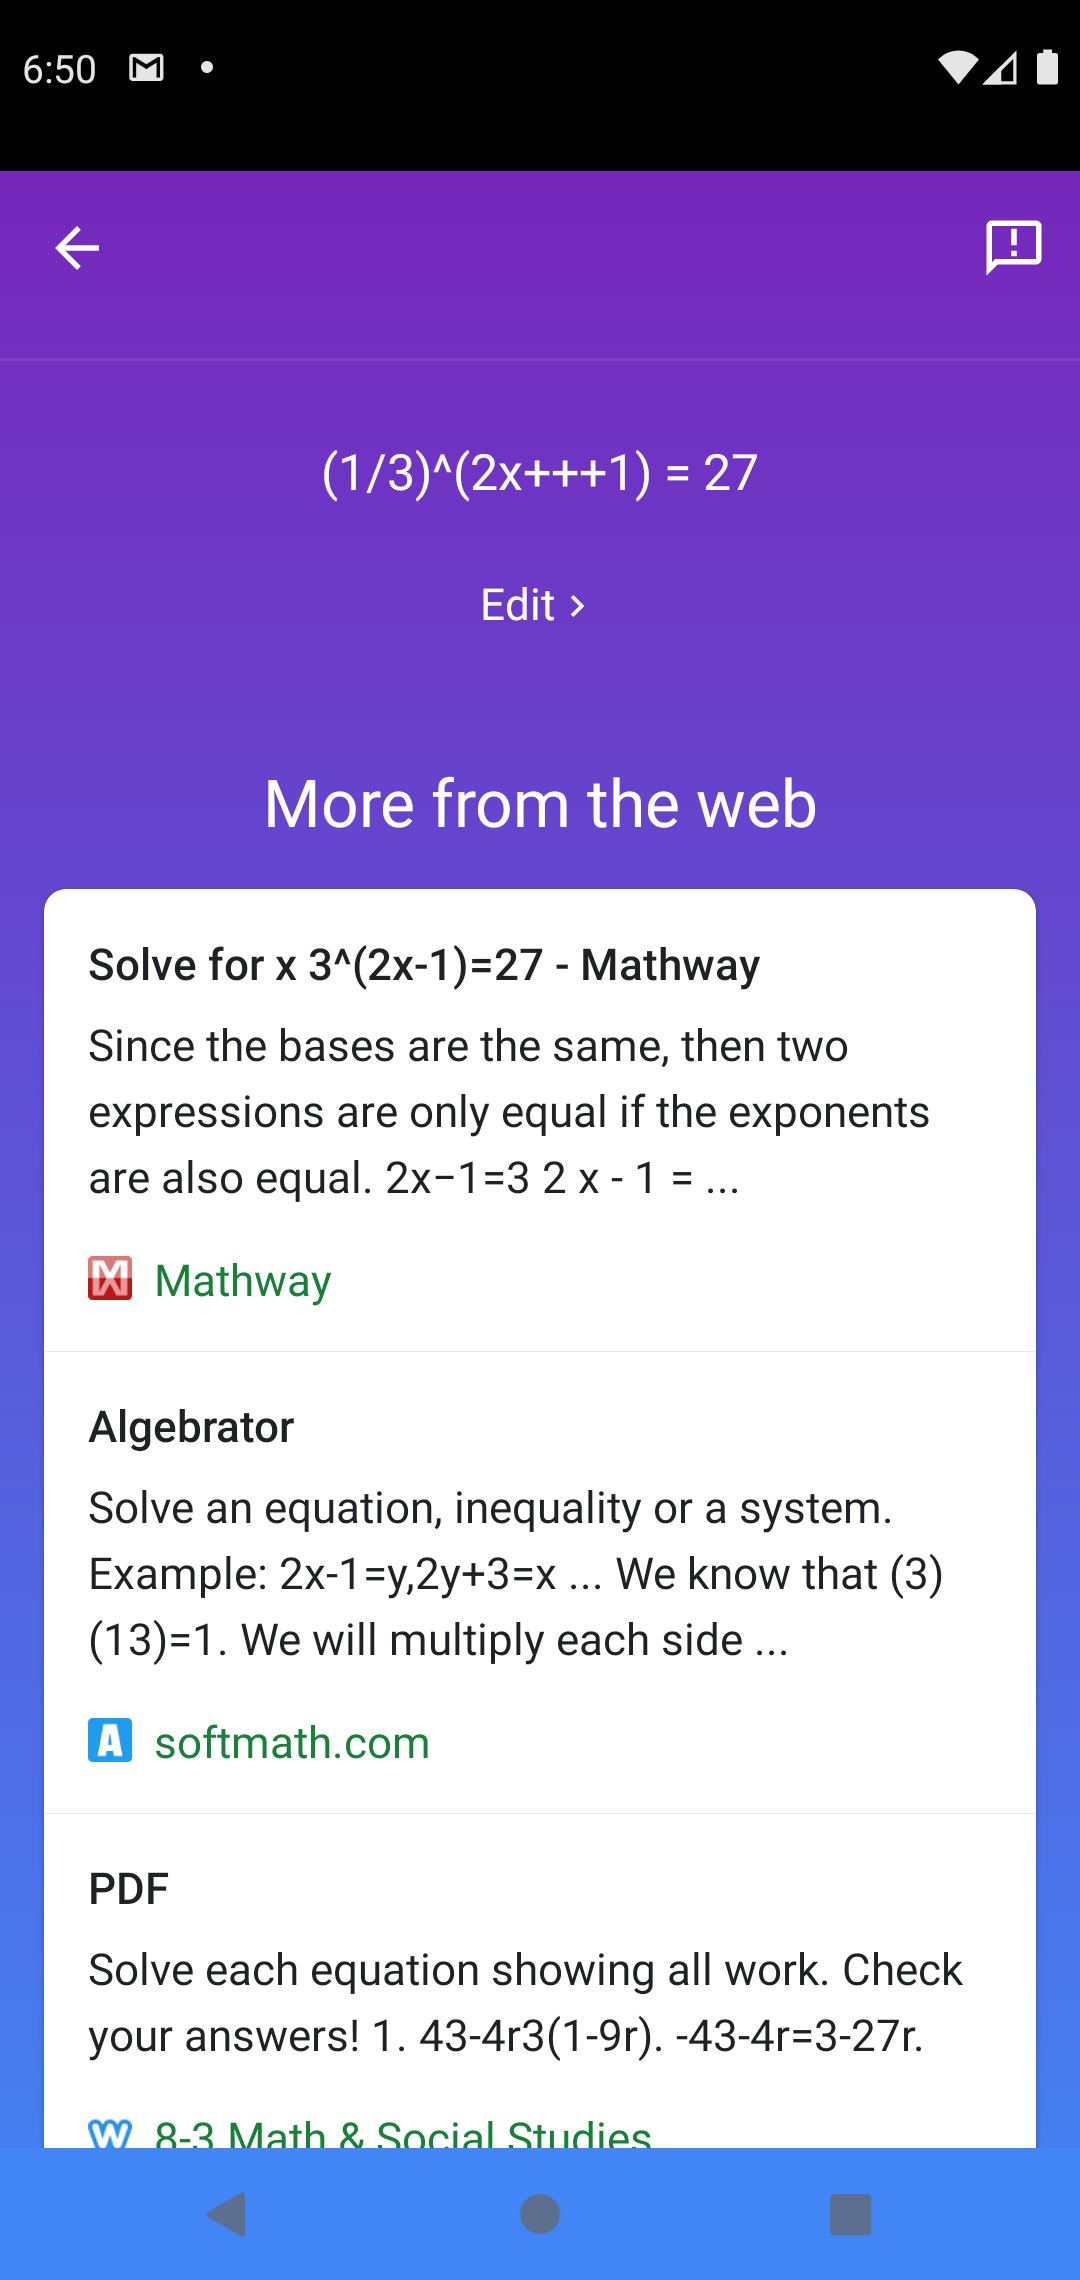 6:50
(1/3)^(2x+++1) = 27
Edit ›
More from the web
Solve for x 3^(2x-1)=27 - Mathway
Since the bases are the same, then two
expressions are only equal if the exponents
are also equal. 2x−1=3 2 x - 1 = ...
Mathway
Algebrator
Solve an equation, inequality or a system.
Example: 2x-1=y,2y+3=x ... We know that (3)
(13)=1. We will multiply each side ...
softmath.com
PDF
Solve each equation showing all work. Check
your answers! 1. 43-4r3(1-9r). -43-4r=3-27r.
8-3 Math & Social Studies